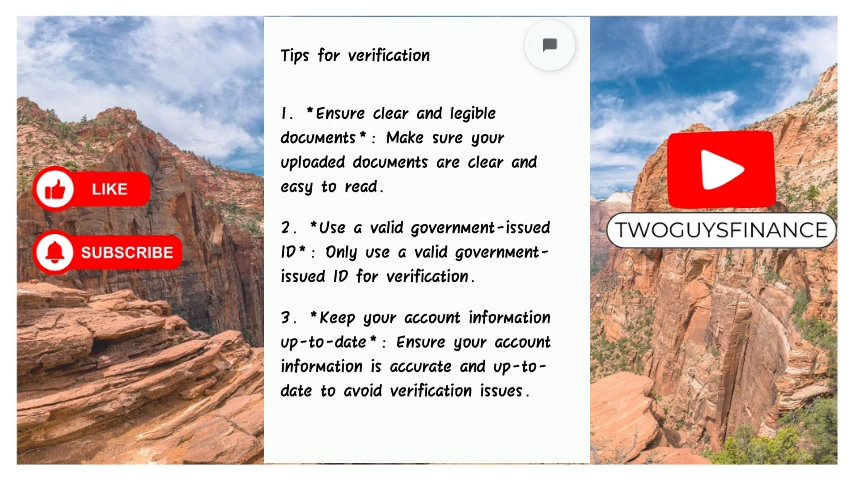 Tips for verification
1. *Ensure clear and legible
documents*: Make sure your
uploaded documents are clear and
easy to read.
2. *Use a valid government-issued
ID*: Only use a valid government-
issued ID for verification.
3. *Keep your account information
up-to-date*: Ensure your account
information is accurate and up-to-
date to avoid verification issues.
LIKE
SUBSCRIBE
TWOGUYSFINANCE